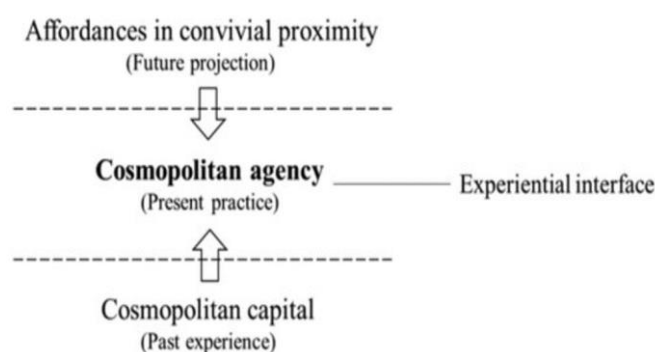 Affordances in convivial proximity
(Future projection)
Cosmopolitan agency
(Present practice)
Experiential interface
Cosmopolitan capital
(Past experience)